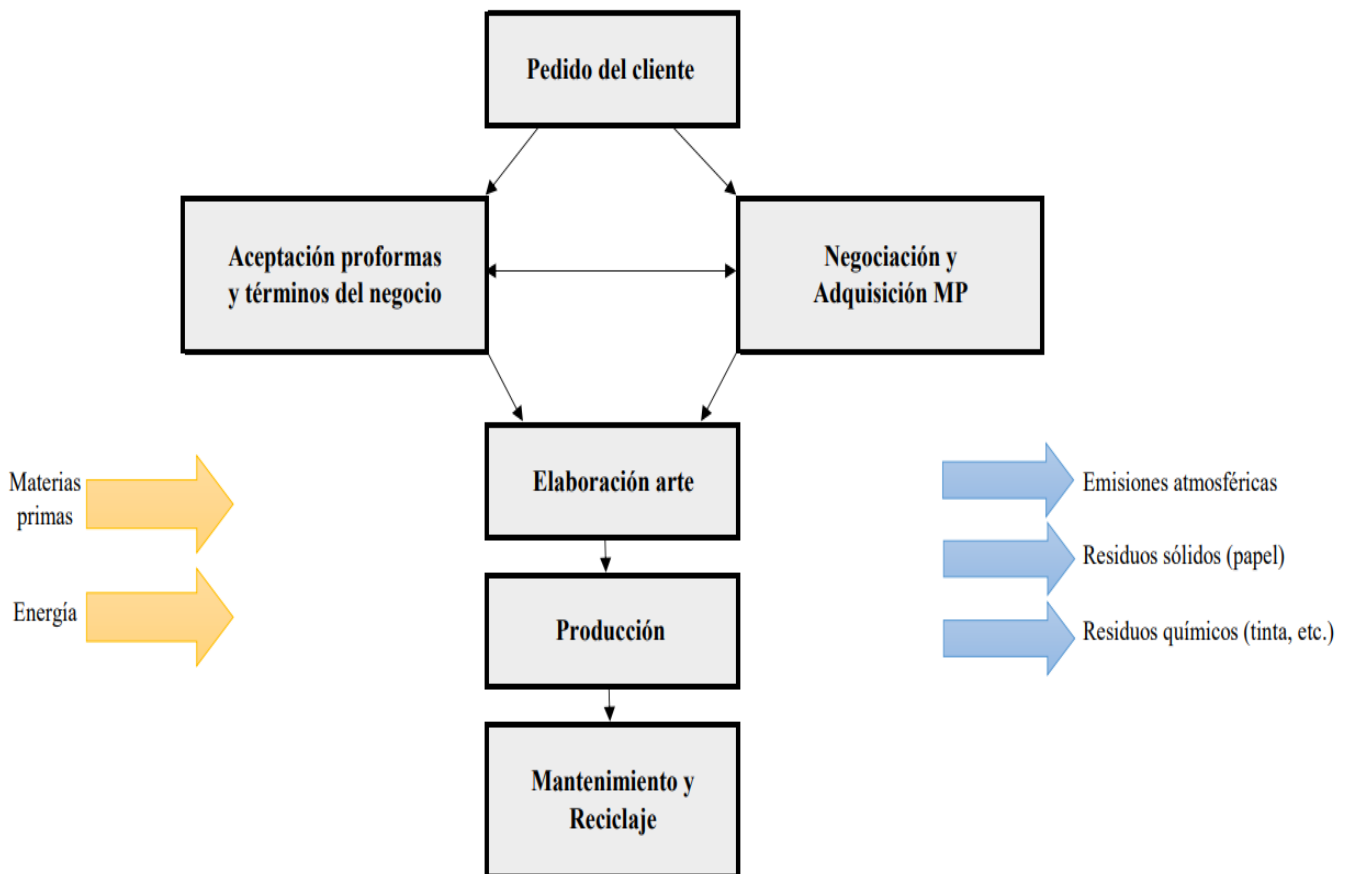 Pedido del cliente
Aceptación proformas
y términos del negocio
Negociación y
Adquisición MP
Elaboración arte
Materias
primas
Energía
Emisiones atmosféricas
Residuos sólidos (papel)
Residuos químicos (tinta, etc.)
Producción
Mantenimiento y
Reciclaje